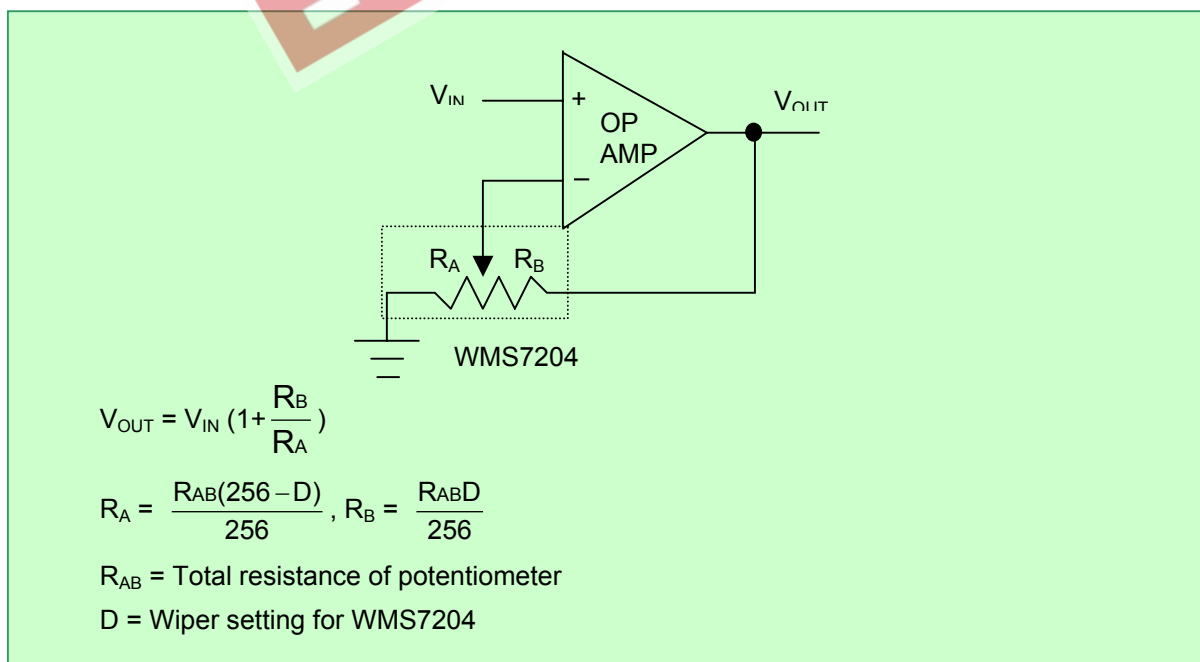 V_IN
+
V_OUT
OP
AMP
−
R_A R_B
WMS7204
V_OUT = V_IN (1+ R_B / R_A )
R_A = R_AB(256 − D) / 256 , R_B = R_ABD / 256
R_AB = Total resistance of potentiometer
D = Wiper setting for WMS7204